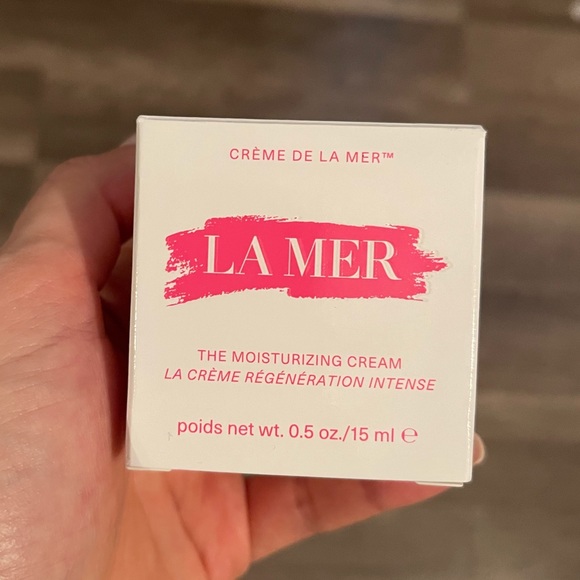 CRÈME DE LA MER™
LA MER
THE MOISTURIZING CREAM
LA CRÈME RÉGÉNÉRATION INTENSE
poids net wt. 0.5 oz./15 ml ℮